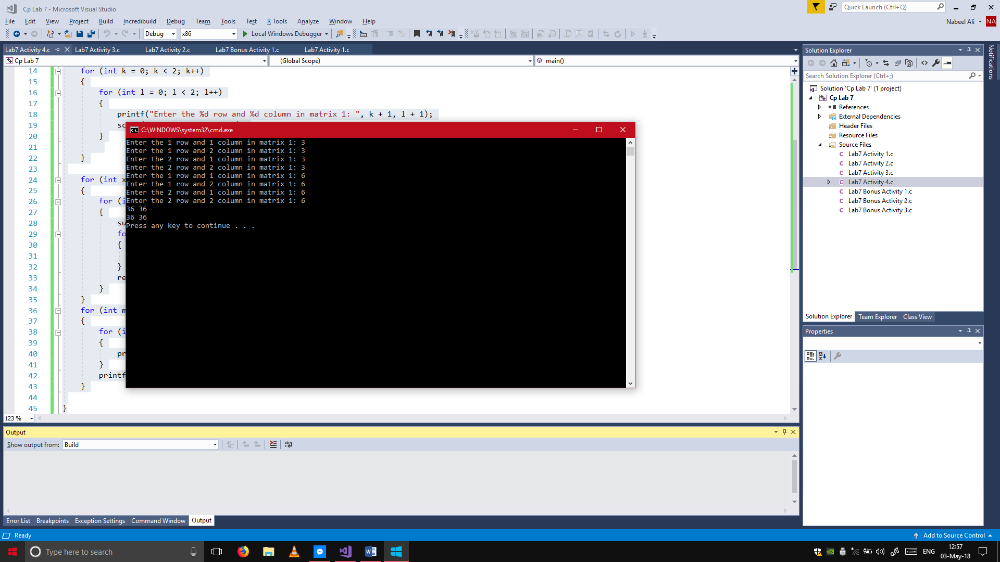 Cp Lab 7 - Microsoft Visual Studio
Quick Launch (Ctrl+Q)
File Edit View Project Build Incredibuild Debug Team Tools Test R Tools Analyze Window Help
Nabeel Ali NA
Debug x86 Local Windows Debugger
Lab7 Activity 4.c Lab7 Activity 3.c Lab7 Activity 2.c Lab7 Bonus Activity 1.c Lab7 Activity 1.c
Cp Lab 7 (Global Scope) main()
14 for (int k = 0; k < 2; k++)
15 {
16 for (int l = 0; l < 2; l++)
17 {
18 printf("Enter the %d row and %d column in matrix 1: ", k + 1, l + 1);
19 sc
20 }
21
22 }
23
24 for (int x
25 {
26 for (i
27 {
28 su
29 fo
30 {
31
32 }
33 re
34 }
35 }
36 for (int m
37 {
38 for (i
39 {
40 pr
41 }
42 printf
43 }
44
45 }
C:\WINDOWS\system32\cmd.exe
Enter the 1 row and 1 column in matrix 1: 3
Enter the 1 row and 2 column in matrix 1: 3
Enter the 2 row and 1 column in matrix 1: 3
Enter the 2 row and 2 column in matrix 1: 3
Enter the 1 row and 1 column in matrix 1: 6
Enter the 1 row and 2 column in matrix 1: 6
Enter the 2 row and 1 column in matrix 1: 6
Enter the 2 row and 2 column in matrix 1: 6
36 36
36 36
Press any key to continue . . .
123 %
Output
Show output from: Build
Error List Breakpoints Exception Settings Command Window Output
Solution Explorer
Search Solution Explorer (Ctrl+;)
Solution 'Cp Lab 7' (1 project)
Cp Lab 7
References
External Dependencies
Header Files
Resource Files
Source Files
Lab7 Activity 1.c
Lab7 Activity 2.c
Lab7 Activity 3.c
Lab7 Activity 4.c
Lab7 Bonus Activity 1.c
Lab7 Bonus Activity 2.c
Lab7 Bonus Activity 3.c
Solution Explorer Team Explorer Class View
Properties
Notifications
Ready
Add to Source Control
Type here to search
ENG
12:57
03-May-18